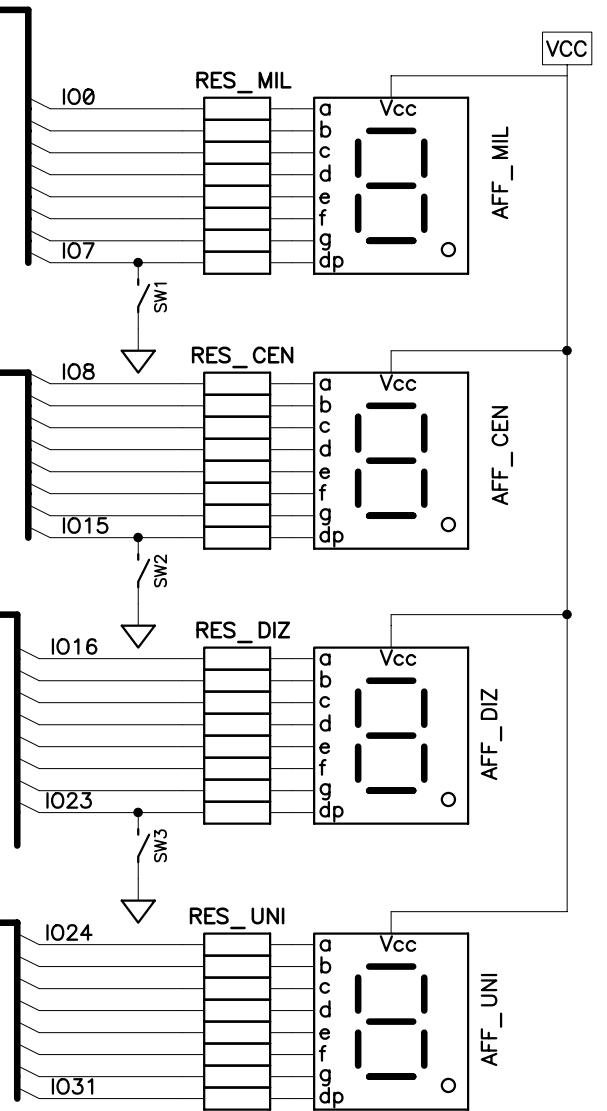 VCC
RES_MIL
IO0
Vcc
a
b
c
d
e
f
g
dp
AFF_MIL
IO7
SW1
RES_CEN
IO8
Vcc
a
b
c
d
e
f
g
dp
AFF_CEN
IO15
SW2
RES_DIZ
IO16
Vcc
a
b
c
d
e
f
g
dp
AFF_DIZ
IO23
SW3
RES_UNI
IO24
Vcc
a
b
c
d
e
f
g
dp
AFF_UNI
IO31